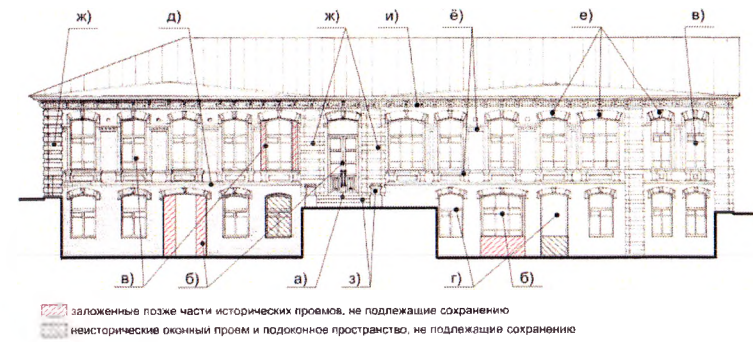 ж) д) ж) и) ё) е) в)
в) б) а) з) г) б)
заложенные позже части исторических проемов, не подлежащие сохранению
неисторические оконный проем и подоконное пространство, не подлежащие сохранению